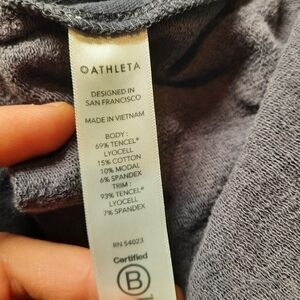 OATHLETA
DESIGNED IN
SAN FRANCISCO
MADE IN VIETNAM
BODY :
69% TENCEL®
LYOCELL
15% COTTON
10% MODAL
6% SPANDEX
TRIM :
93% TENCEL®
LYOCELL
7% SPANDEX
RN 54023
Certified
B